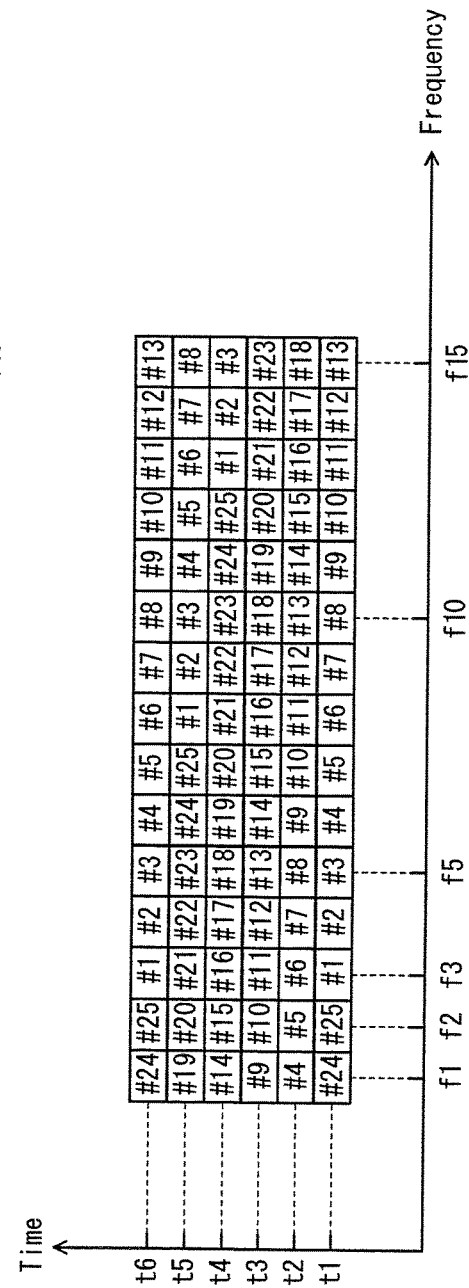 Time
t6 #24 #25 #1 #2 #3 #4 #5 #6 #7 #8 #9 #10 #11 #12 #13
t5 #19 #20 #21 #22 #23 #24 #25 #1 #2 #3 #4 #5 #6 #7 #8
t4 #14 #15 #16 #17 #18 #19 #20 #21 #22 #23 #24 #25 #1 #2 #3
t3 #9 #10 #11 #12 #13 #14 #15 #16 #17 #18 #19 #20 #21 #22 #23
t2 #4 #5 #6 #7 #8 #9 #10 #11 #12 #13 #14 #15 #16 #17 #18
t1 #24 #25 #1 #2 #3 #4 #5 #6 #7 #8 #9 #10 #11 #12 #13
Frequency
f1 f2 f3 f5 f10 f15